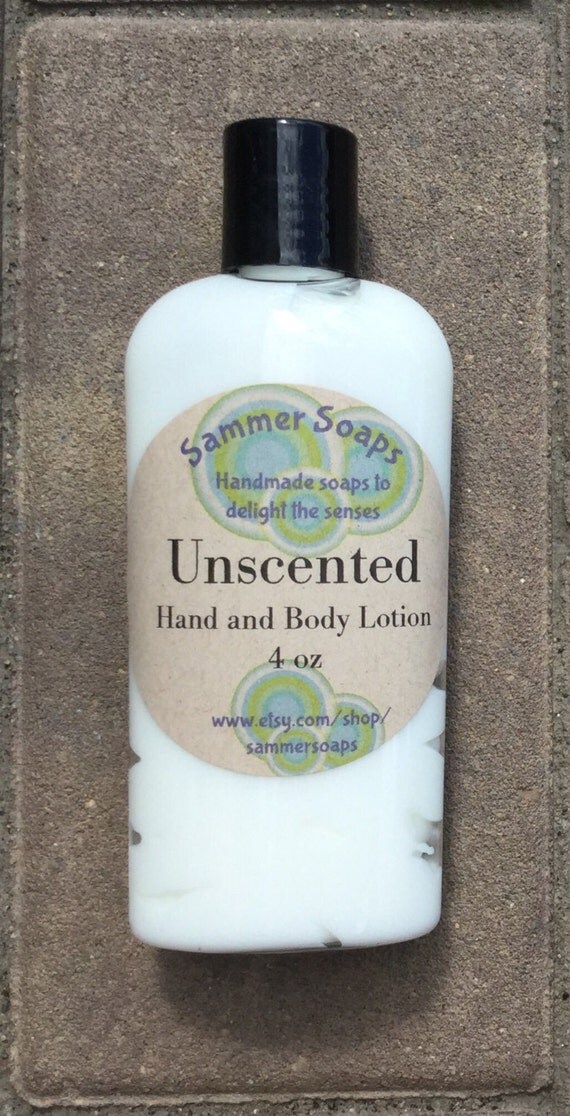 Sammer Soaps
Handmade soaps to
delight the senses
Unscented
Hand and Body Lotion
4 oz
www.etsy.com/shop/
sammersoaps